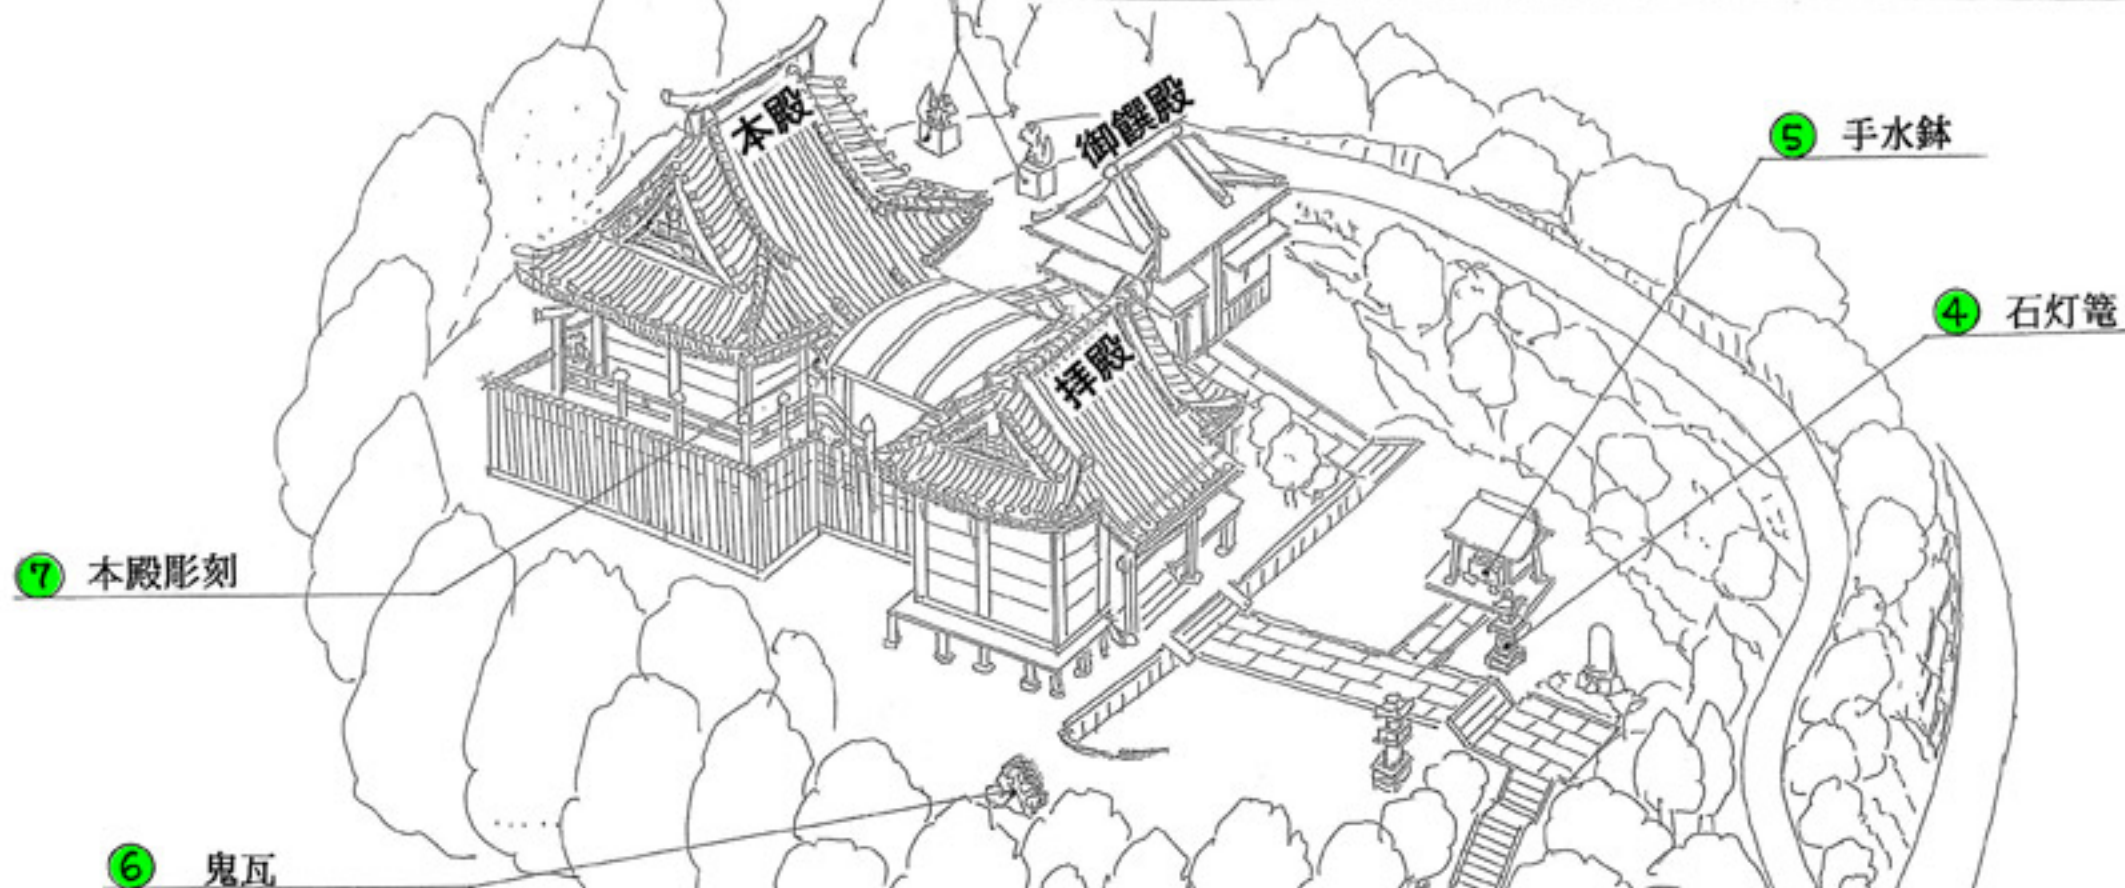 本殿
御饌殿
⑤ 手水鉢
④ 石灯篭
拝殿
⑦ 本殿彫刻
⑥ 鬼瓦